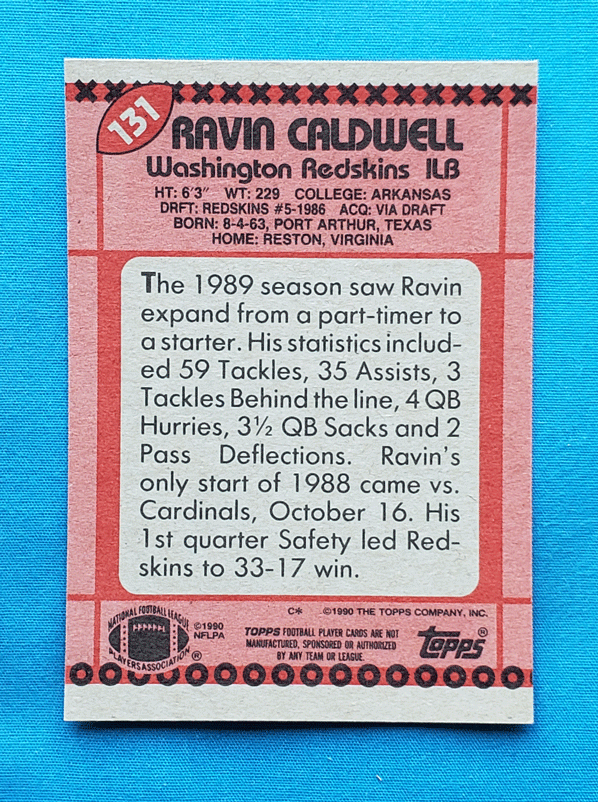 131
RAVIN CALDWELL
Washington Redskins ILB
HT: 6'3" WT: 229 COLLEGE: ARKANSAS
DRFT: REDSKINS #5-1986 ACQ: VIA DRAFT
BORN: 8-4-63, PORT ARTHUR, TEXAS
HOME: RESTON, VIRGINIA
The 1989 season saw Ravin
expand from a part-timer to
a starter. His statistics includ-
ed 59 Tackles, 35 Assists, 3
Tackles Behind the line, 4 QB
Hurries, 3½ QB Sacks and 2
Pass Deflections. Ravin's
only start of 1988 came vs.
Cardinals, October 16. His
1st quarter Safety led Red-
skins to 33-17 win.
NATIONAL FOOTBALL LEAGUE
PLAYERS ASSOCIATION ®
©1990
NFLPA
C* ©1990 THE TOPPS COMPANY, INC.
TOPPS FOOTBALL PLAYER CARDS ARE NOT
MANUFACTURED, SPONSORED OR AUTHORIZED
BY ANY TEAM OR LEAGUE.
Topps ®